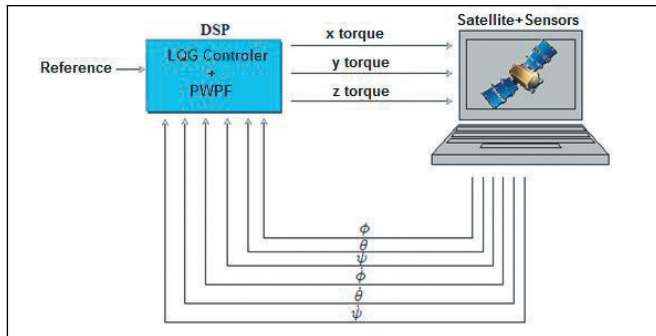 DSP
Satellite+Sensors
LQG Controler
+
PWPF
Reference
x torque
y torque
z torque
ϕ
θ
ψ
ϕ̇
θ̇
ψ̇